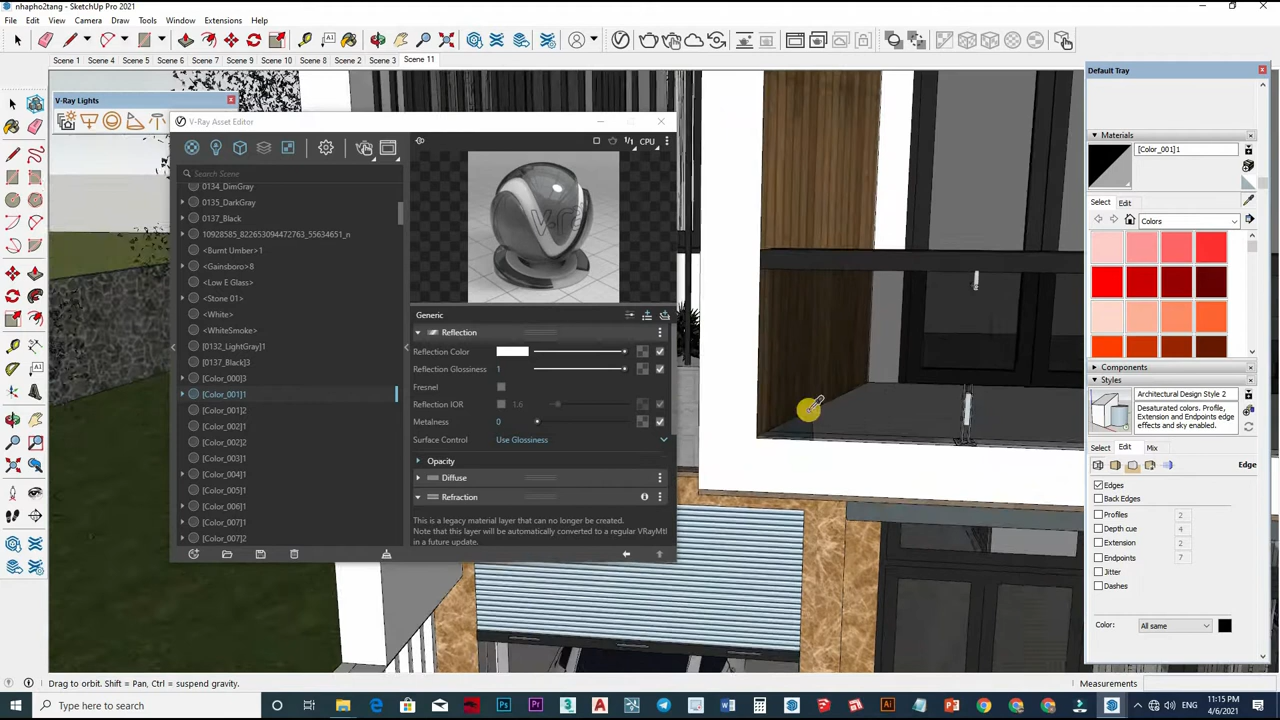 nhapho2tang - SketchUp Pro 2021
File Edit View Camera Draw Tools Window Extensions Help
Scene 1 Scene 4 Scene 5 Scene 6 Scene 7 Scene 9 Scene 10 Scene 8 Scene 2 Scene 3 Scene 11
V-Ray Lights
V-Ray Asset Editor
CPU
Search Scene
0134_DimGray
0135_DarkGray
0137_Black
10928585_822653094472763_55634651_n
<Burnt Umber>1
<Gainsboro>8
<Low E Glass>
<Stone 01>
<White>
<WhiteSmoke>
[0132_LightGray]1
[0137_Black]3
[Color_000]3
[Color_001]1
[Color_001]2
[Color_002]1
[Color_002]2
[Color_003]1
[Color_004]1
[Color_005]1
[Color_006]1
[Color_007]1
[Color_007]2
Generic
Reflection
Reflection Color
Reflection Glossiness 1
Fresnel
Reflection IOR 1.6
Metalness 0
Surface Control Use Glossiness
Opacity
Diffuse
Refraction
This is a legacy material layer that can no longer be created.
Note that this layer will be automatically converted to a regular VRayMtl
in a future update.
Default Tray
Materials
[Color_001]1
Select Edit
Colors
Components
Styles
Architectural Design Style 2
Desaturated colors. Profile,
Extension and Endpoints edge
effects and sky enabled.
Select Edit Mix
Edge
Edges
Back Edges
Profiles 2
Depth cue 4
Extension 2
Endpoints 7
Jitter
Dashes
Color: All same
Drag to orbit. Shift = Pan, Ctrl = suspend gravity.
Measurements
Type here to search
11:15 PM
4/6/2021